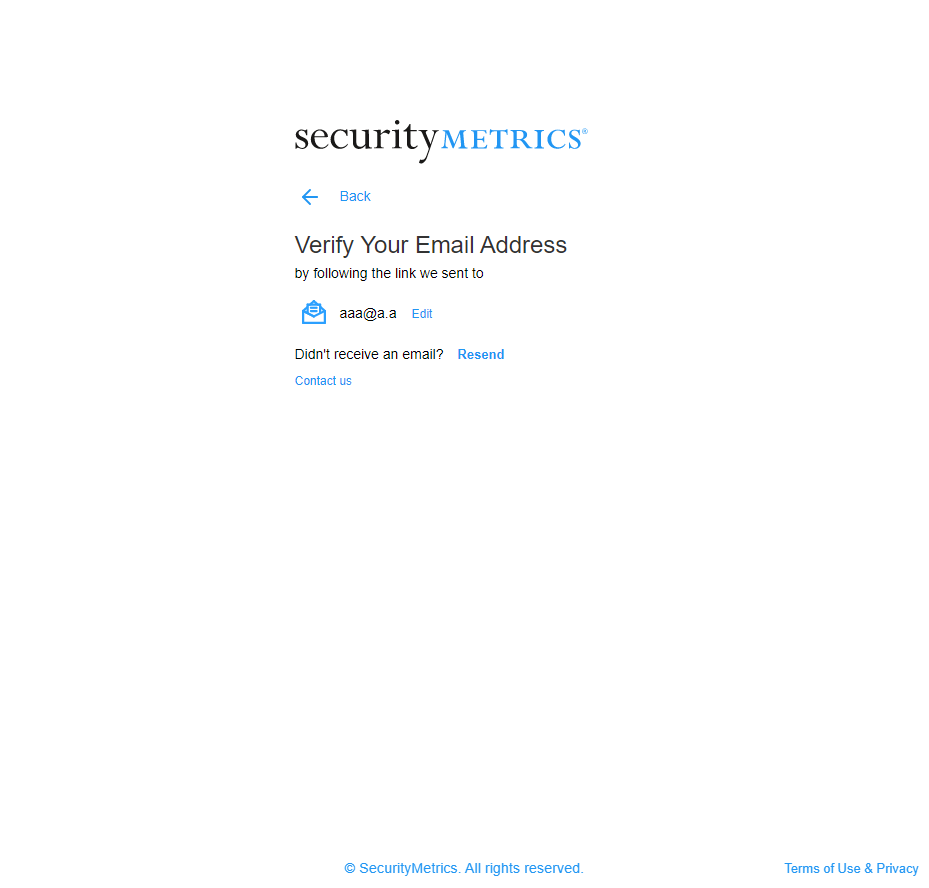 securityMETRICS®
Back
Verify Your Email Address
by following the link we sent to
aaa@a.a Edit
Didn't receive an email? Resend
Contact us
© SecurityMetrics. All rights reserved. Terms of Use & Privacy